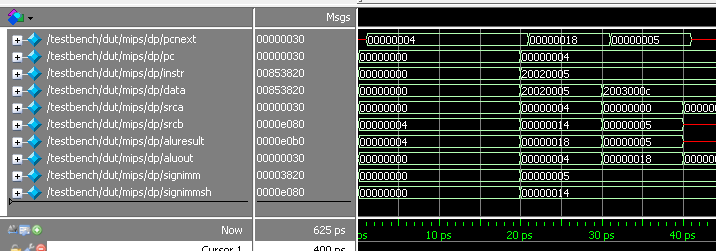 Msgs
/testbench/dut/mips/dp/pcnext 00000030 00000004 00000018 00000005
/testbench/dut/mips/dp/pc 00000030 00000000 00000004
/testbench/dut/mips/dp/instr 00853820 00000000 20020005
/testbench/dut/mips/dp/data 00853820 00000000 20020005 2003000c
/testbench/dut/mips/dp/srca 00000030 00000000 00000004 00000000 00000
/testbench/dut/mips/dp/srcb 0000e080 00000004 00000014 00000005
/testbench/dut/mips/dp/aluresult 0000e0b0 00000004 00000018 00000005
/testbench/dut/mips/dp/aluout 00000030 00000000 00000004 00000018 00000
/testbench/dut/mips/dp/signimm 00003820 00000000 00000005
/testbench/dut/mips/dp/signimmsh 0000e080 00000000 00000014
Now 625 ps ps 10 ps 20 ps 30 ps 40 ps
Cursor 1 400 ps